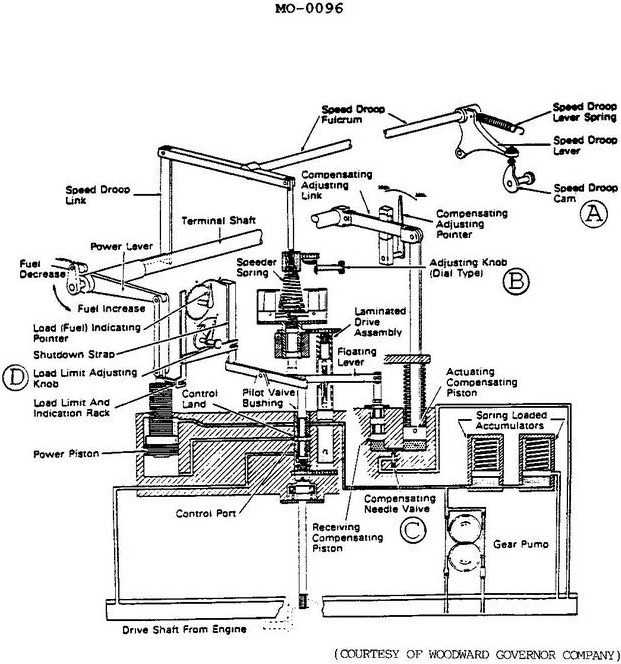 MO-0096
Speed Droop
Fulcrum
Speed Droop
Lever Spring
Speed Droop
Lever
Speed Droop
Cam
A
Compensating
Adjusting
Link
Speed Droop
Link
Terminal Shaft
Compensating
Adjusting
Pointer
Power Lever
Fuel
Decrease
Speeder
Spring
Adjusting Knob
(Dial Type)
B
Fuel Increase
Load (Fuel) Indicating
Pointer
Laminated
Drive
Assembly
Shutdown Strap
Floating
Lever
D
Load Limit Adjusting
Knob
Actuating
Compensating
Piston
Load Limit And
Indication Rack
Control
Land
Pilot Valve
Bushing
Spring Loaded
Accumulators
Power Piston
Compensating
Needle Valve
C
Control Port
Receiving
Compensating
Piston
Gear Pump
Drive Shaft From Engine
(COURTESY OF WOODWARD GOVERNOR COMPANY)